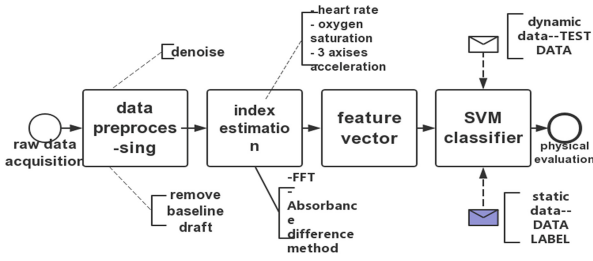 - heart rate
- oxygen
saturation
- 3 axises
acceleration
dynamic
data--TEST
DATA
denoise
raw data
acquisition
data
preproces
-sing
index
estimatio
n
feature
vector
SVM
classifier
physical
evaluation
remove
baseline
draft
-FFT
-
Absorbanc
e
difference
method
static
data--
DATA
LABEL